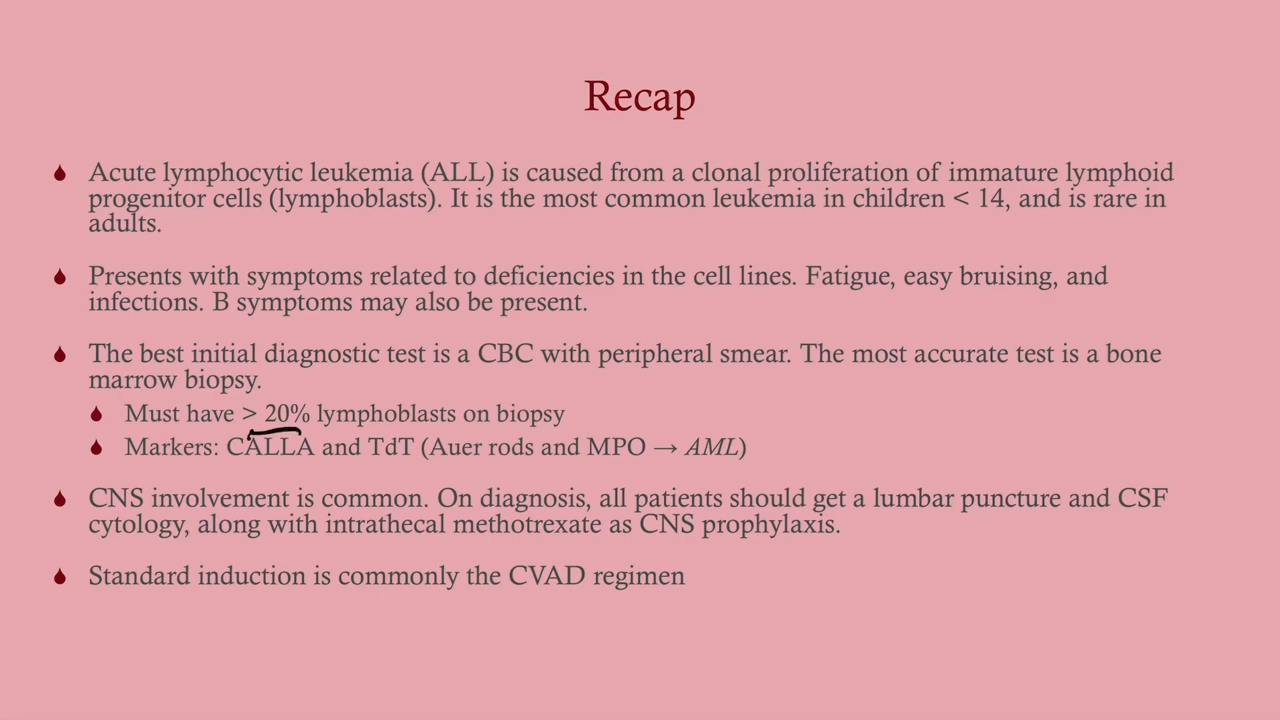 Recap
Acute lymphocytic leukemia (ALL) is caused from a clonal proliferation of immature lymphoid
progenitor cells (lymphoblasts). It is the most common leukemia in children < 14, and is rare in
adults.
Presents with symptoms related to deficiencies in the cell lines. Fatigue, easy bruising, and
infections. B symptoms may also be present.
The best initial diagnostic test is a CBC with peripheral smear. The most accurate test is a bone
marrow biopsy.
Must have > 20% lymphoblasts on biopsy
Markers: CALLA and TdT (Auer rods and MPO → AML)
CNS involvement is common. On diagnosis, all patients should get a lumbar puncture and CSF
cytology, along with intrathecal methotrexate as CNS prophylaxis.
Standard induction is commonly the CVAD regimen